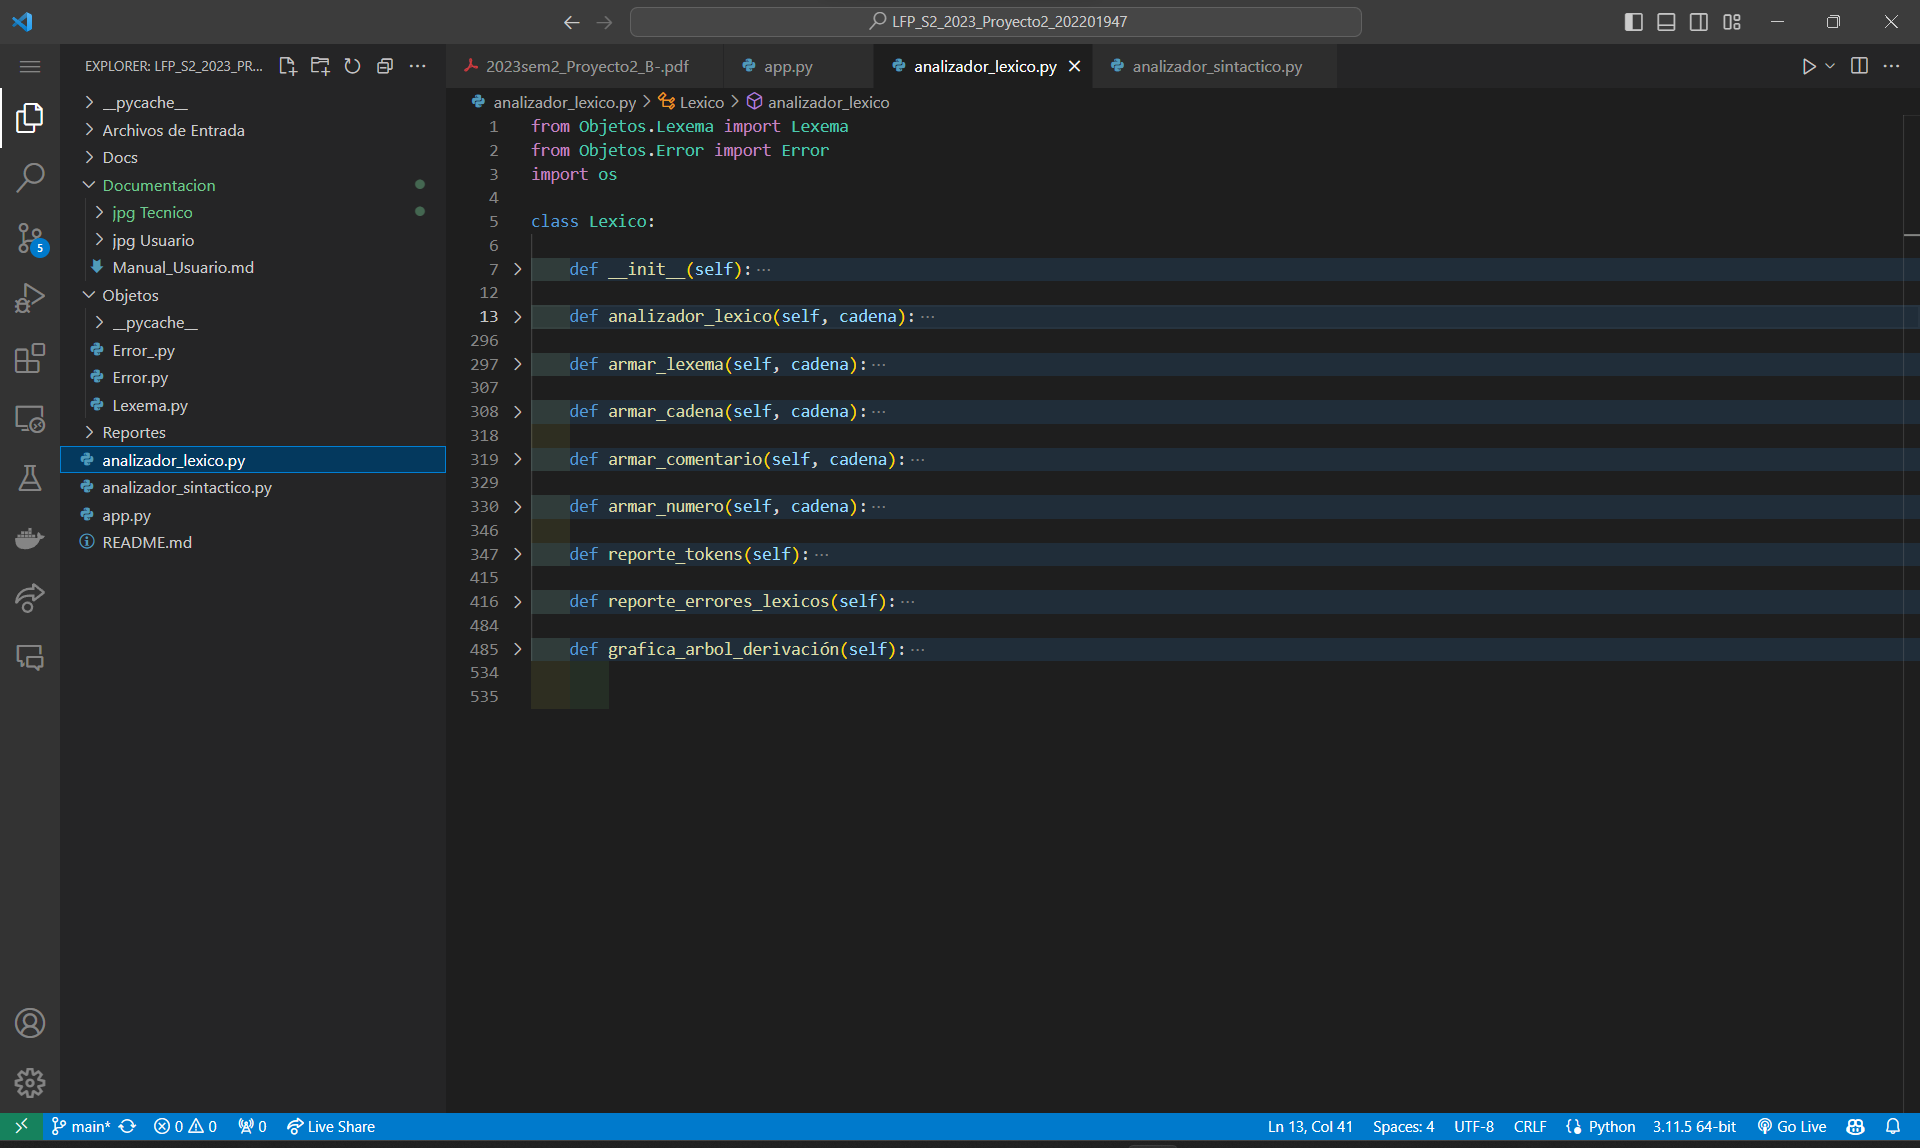 LFP_S2_2023_Proyecto2_202201947
EXPLORER: LFP_S2_2023_PR...
__pycache__
Archivos de Entrada
Docs
Documentacion
jpg Tecnico
jpg Usuario
Manual_Usuario.md
Objetos
__pycache__
Error_.py
Error.py
Lexema.py
Reportes
analizador_lexico.py
analizador_sintactico.py
app.py
README.md
5
2023sem2_Proyecto2_B-.pdf app.py analizador_lexico.py analizador_sintactico.py
analizador_lexico.py > Lexico > analizador_lexico
1 from Objetos.Lexema import Lexema
2 from Objetos.Error import Error
3 import os
4
5 class Lexico:
6
7 def __init__(self):···
12
13 def analizador_lexico(self, cadena):···
296
297 def armar_lexema(self, cadena):···
307
308 def armar_cadena(self, cadena):···
318
319 def armar_comentario(self, cadena):···
329
330 def armar_numero(self, cadena):···
346
347 def reporte_tokens(self):···
415
416 def reporte_errores_lexicos(self):···
484
485 def grafica_arbol_derivación(self):···
534
535
main* 0 0 0 Live Share Ln 13, Col 41 Spaces: 4 UTF-8 CRLF Python 3.11.5 64-bit Go Live